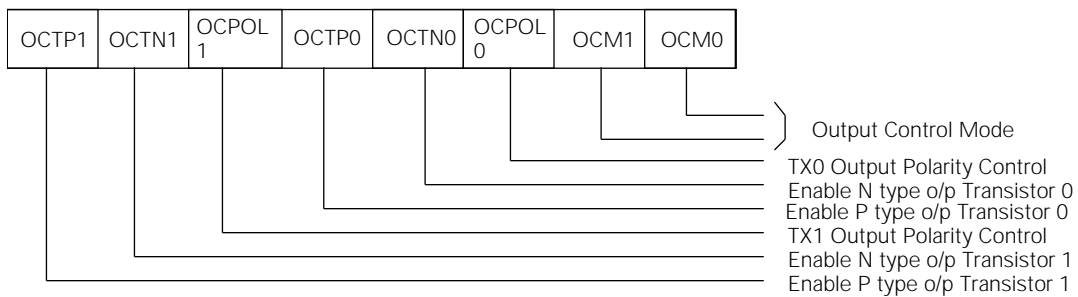 OCTP1 OCTN1 OCPOL 1 OCTP0 OCTN0 OCPOL 0 OCM1 OCM0
Output Control Mode
TX0 Output Polarity Control
Enable N type o/p Transistor 0
Enable P type o/p Transistor 0
TX1 Output Polarity Control
Enable N type o/p Transistor 1
Enable P type o/p Transistor 1